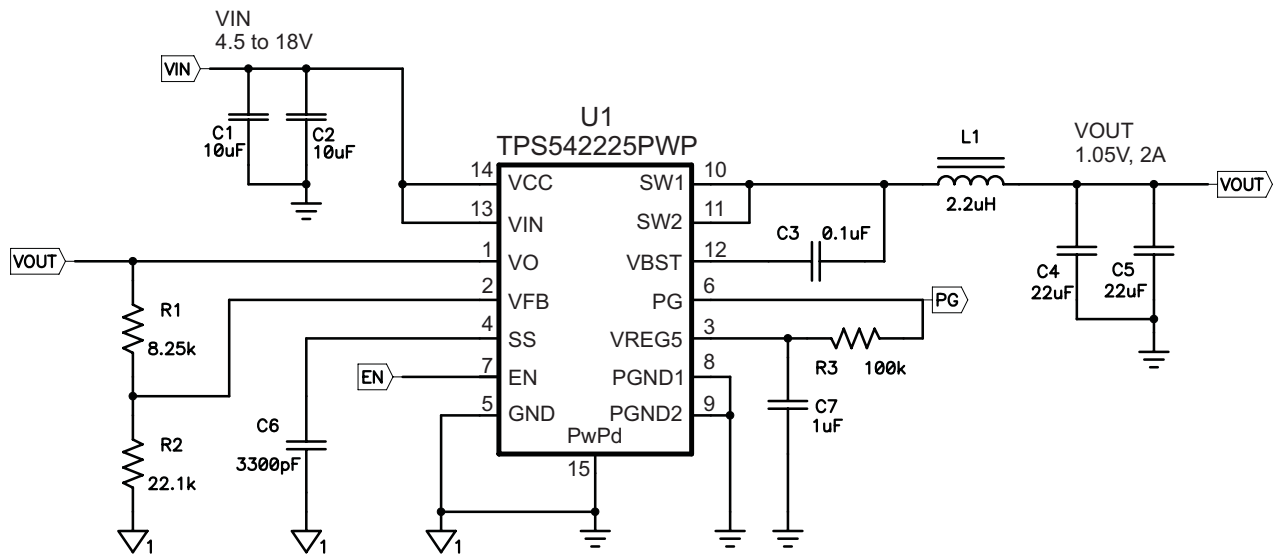 VIN
4.5 to 18V
VIN
C1
10uF
C2
10uF
U1
TPS542225PWP
14
VCC
13
VIN
1
VO
2
VFB
4
SS
7
EN
5
GND
PwPd
15
SW1
10
SW2
11
VBST
12
PG
6
VREG5
3
PGND1
8
PGND2
9
VOUT
R1
8.25k
R2
22.1k
1
C6
3300pF
1
EN
1
C3
0.1uF
L1
2.2uH
VOUT
1.05V, 2A
VOUT
C4
22uF
C5
22uF
PG
R3
100k
C7
1uF